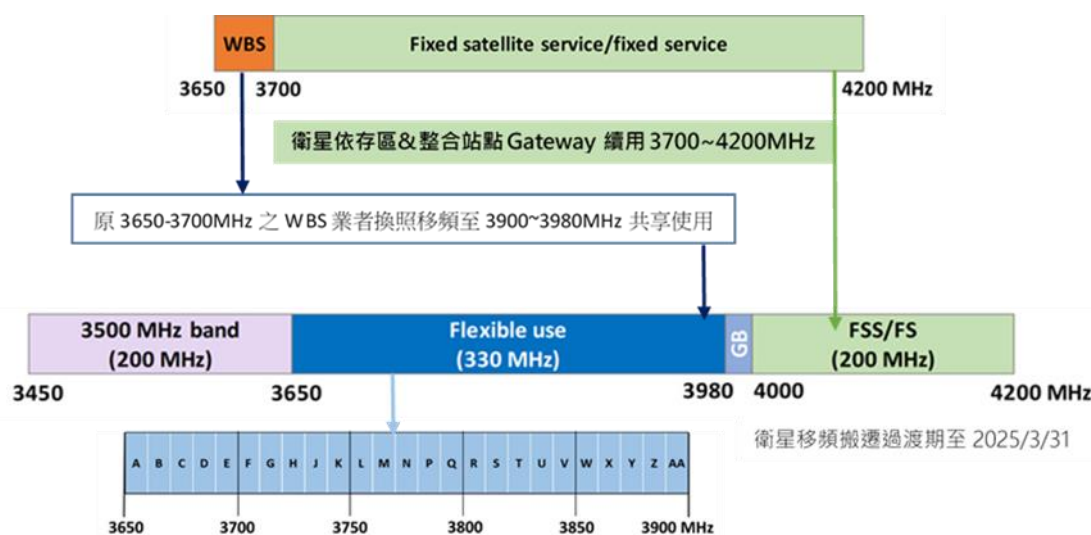 WBS
Fixed satellite service/fixed service
3650 3700 4200 MHz
衛星依存區&整合站點 Gateway 續用 3700~4200MHz
原 3650-3700MHz 之 WBS 業者換照移頻至 3900~3980MHz 共享使用
3500 MHz band
(200 MHz)
Flexible use
(330 MHz)
GB
FSS/FS
(200 MHz)
3450 3650 3980 4000 4200 MHz
衛星移頻搬遷過渡期至 2025/3/31
A B C D E F G H J K L M N P Q R S T U V W X Y Z AA
3650 3700 3750 3800 3850 3900 MHz